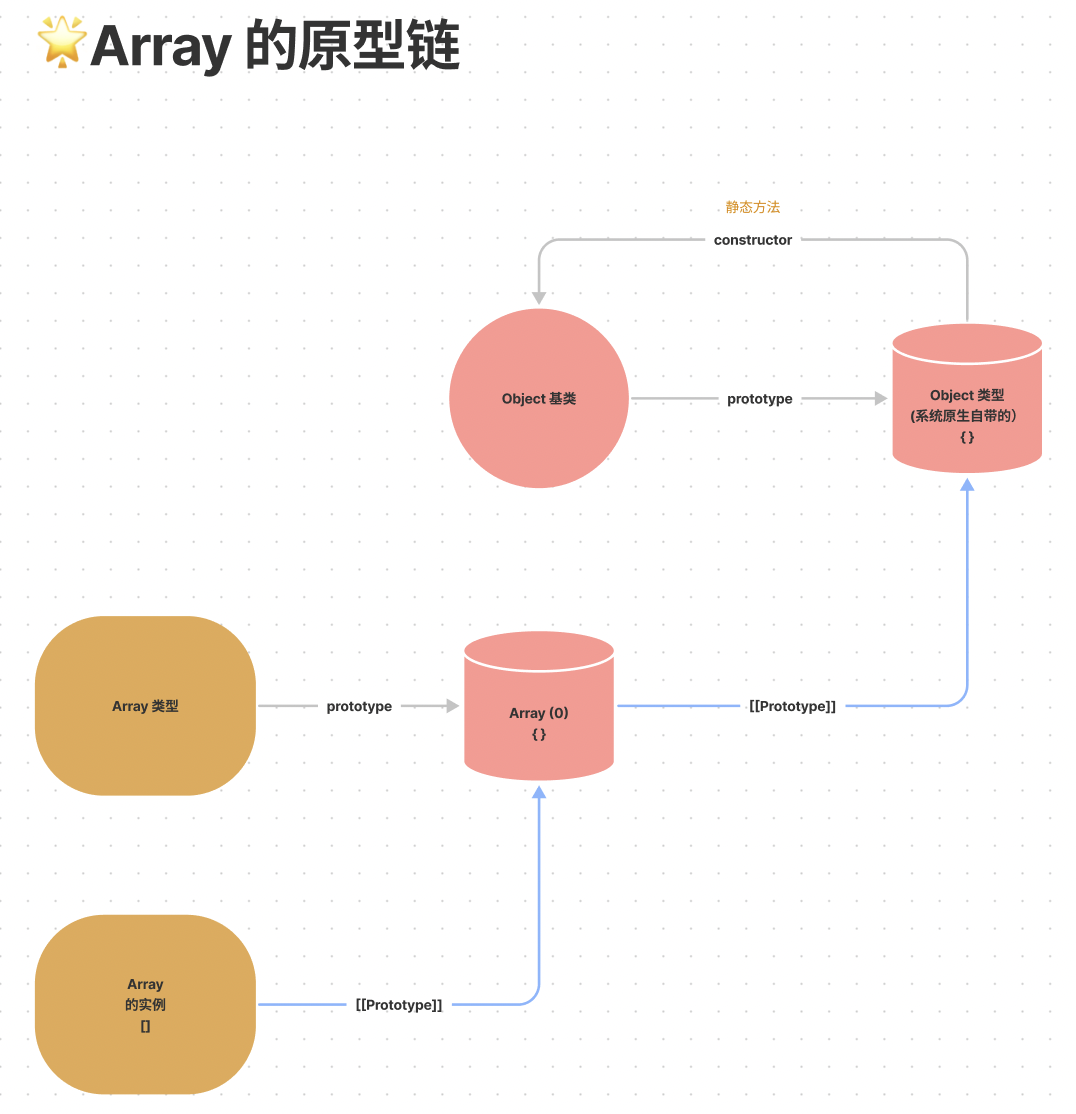 🌟Array 的原型链
静态方法
constructor
Object 基类
prototype
Object 类型
(系统原生自带的）
{ }
Array 类型
prototype
Array (0)
{ }
[[Prototype]]
Array
的实例
[]
[[Prototype]]